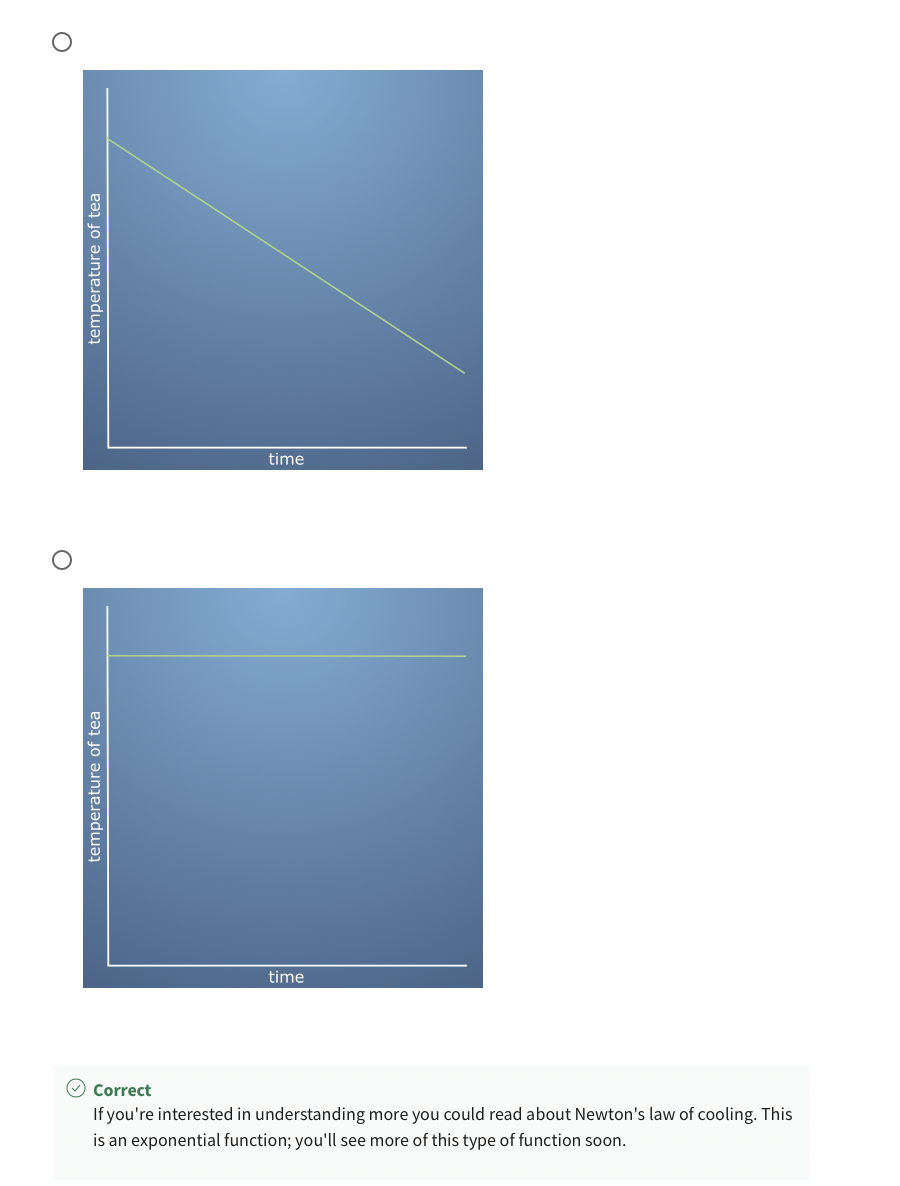 temperature of tea
time
temperature of tea
time
Correct
If you're interested in understanding more you could read about Newton's law of cooling. This
is an exponential function; you'll see more of this type of function soon.